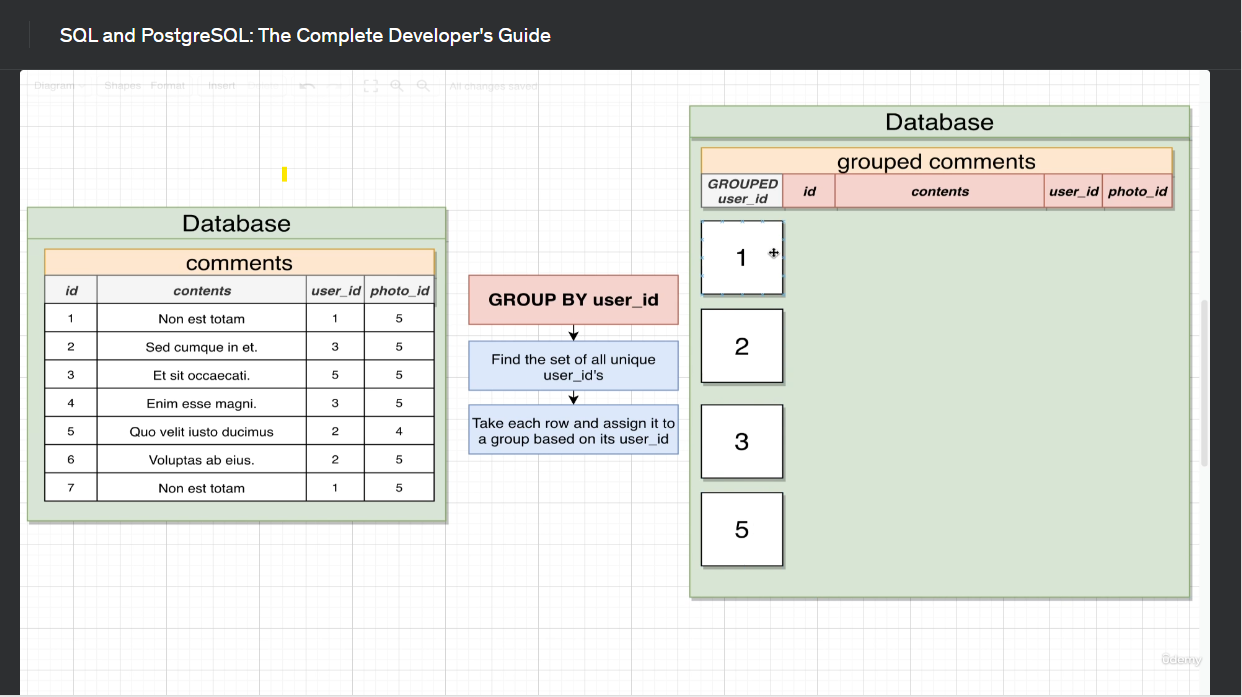 SQL and PostgreSQL: The Complete Developer's Guide
Diagram Shapes Format Insert All changes saved
Database
comments
id contents user_id photo_id
1 Non est totam 1 5
2 Sed cumque in et. 3 5
3 Et sit occaecati. 5 5
4 Enim esse magni. 3 5
5 Quo velit iusto ducimus 2 4
6 Voluptas ab eius. 2 5
7 Non est totam 1 5
GROUP BY user_id
Find the set of all unique
user_id's
Take each row and assign it to
a group based on its user_id
Database
grouped comments
GROUPED
user_id
id contents user_id photo_id
1
2
3
5
ûdemy